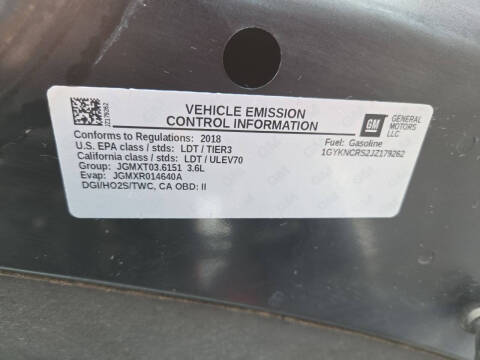 JZ179262
VEHICLE EMISSION
CONTROL INFORMATION
GM
GENERAL
MOTORS
LLC
Conforms to Regulations: 2018
U.S. EPA class / stds: LDT / TIER3
California class / stds: LDT / ULEV70
Group: JGMXT03.6151 3.6L
Evap: JGMXR014640A
DGI/HO2S/TWC, CA OBD: II
Fuel: Gasoline
1GYKNCRS2JZ179262